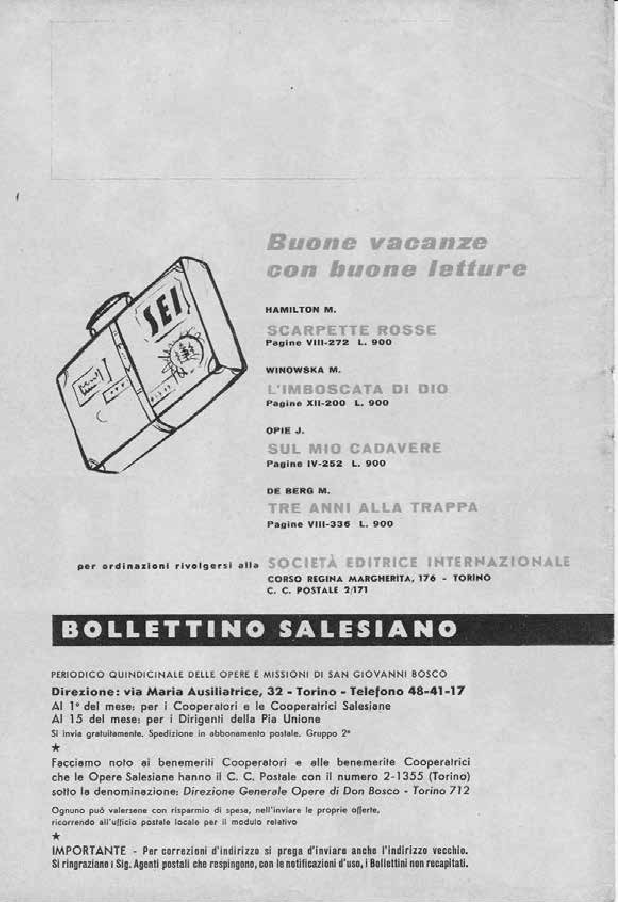 Buone vacanze
con buone letture
SEI
HAMILTON M.
SCARPETTE ROSSE
Pagine VIII-272 L. 900
WINOWSKA M.
L'IMBOSCATA DI DIO
Pagine XII-200 L. 900
OPIE J.
SUL MIO CADAVERE
Pagine IV-252 L. 900
DE BERG M.
TRE ANNI ALLA TRAPPA
Pagine VIII-336 L. 900
per ordinazioni rivolgersi alla SOCIETÀ EDITRICE INTERNAZIONALE
CORSO REGINA MARGHERITA, 176 - TORINO
C. C. POSTALE 2/171
BOLLETTINO SALESIANO
PERIODICO QUINDICINALE DELLE OPERE E MISSIONI DI SAN GIOVANNI BOSCO
Direzione: via Maria Ausiliatrice, 32 - Torino - Telefono 48-41-17
Al 1° del mese: per i Cooperatori e le Cooperatrici Salesiane
Al 15 del mese: per i Dirigenti della Pia Unione
Si invia gratuitamente. Spedizione in abbonamento postale. Gruppo 2°
★
Facciamo noto ai benemeriti Cooperatori e alle benemerite Cooperatrici
che le Opere Salesiane hanno il C. C. Postale con il numero 2-1355 (Torino)
sotto la denominazione: Direzione Generale Opere di Don Bosco - Torino 712
Ognuno può valersene con risparmio di spesa, nell'inviare le proprie offerte,
ricorrendo all'ufficio postale locale per il modulo relativo
★
IMPORTANTE - Per correzioni d'indirizzo si prega d'inviare anche l'indirizzo vecchio.
Si ringraziano i Sig. Agenti postali che respingono, con le notificazioni d'uso, i Bollettini non recapitati.